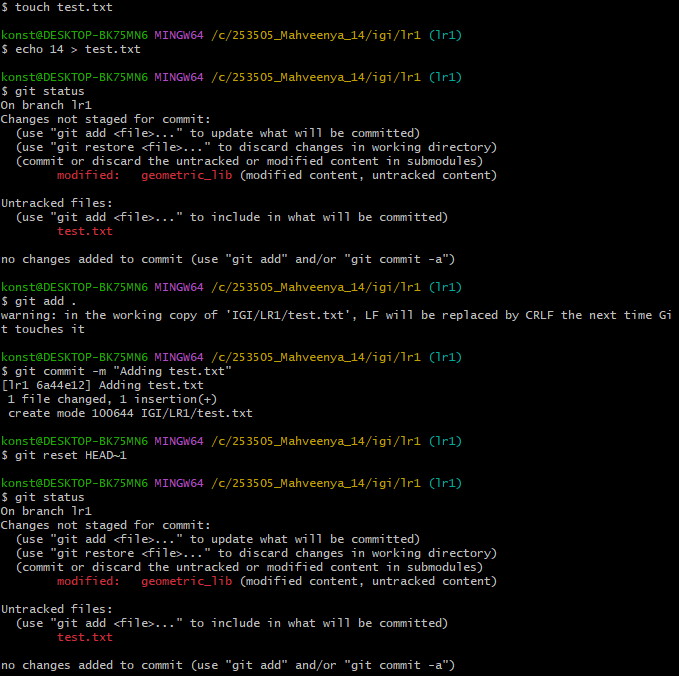 $ touch test.txt
konst@DESKTOP-BK75MN6 MINGW64 /c/253505_Mahveenya_14/igi/lr1 (lr1)
$ echo 14 > test.txt
konst@DESKTOP-BK75MN6 MINGW64 /c/253505_Mahveenya_14/igi/lr1 (lr1)
$ git status
On branch lr1
Changes not staged for commit:
  (use "git add <file>..." to update what will be committed)
  (use "git restore <file>..." to discard changes in working directory)
  (commit or discard the untracked or modified content in submodules)
        modified:   geometric_lib (modified content, untracked content)
Untracked files:
  (use "git add <file>..." to include in what will be committed)
        test.txt
no changes added to commit (use "git add" and/or "git commit -a")
konst@DESKTOP-BK75MN6 MINGW64 /c/253505_Mahveenya_14/igi/lr1 (lr1)
$ git add .
warning: in the working copy of 'IGI/LR1/test.txt', LF will be replaced by CRLF the next time Gi
t touches it
konst@DESKTOP-BK75MN6 MINGW64 /c/253505_Mahveenya_14/igi/lr1 (lr1)
$ git commit -m "Adding test.txt"
[lr1 6a44e12] Adding test.txt
 1 file changed, 1 insertion(+)
 create mode 100644 IGI/LR1/test.txt
konst@DESKTOP-BK75MN6 MINGW64 /c/253505_Mahveenya_14/igi/lr1 (lr1)
$ git reset HEAD~1
konst@DESKTOP-BK75MN6 MINGW64 /c/253505_Mahveenya_14/igi/lr1 (lr1)
$ git status
On branch lr1
Changes not staged for commit:
  (use "git add <file>..." to update what will be committed)
  (use "git restore <file>..." to discard changes in working directory)
  (commit or discard the untracked or modified content in submodules)
        modified:   geometric_lib (modified content, untracked content)
Untracked files:
  (use "git add <file>..." to include in what will be committed)
        test.txt
no changes added to commit (use "git add" and/or "git commit -a")